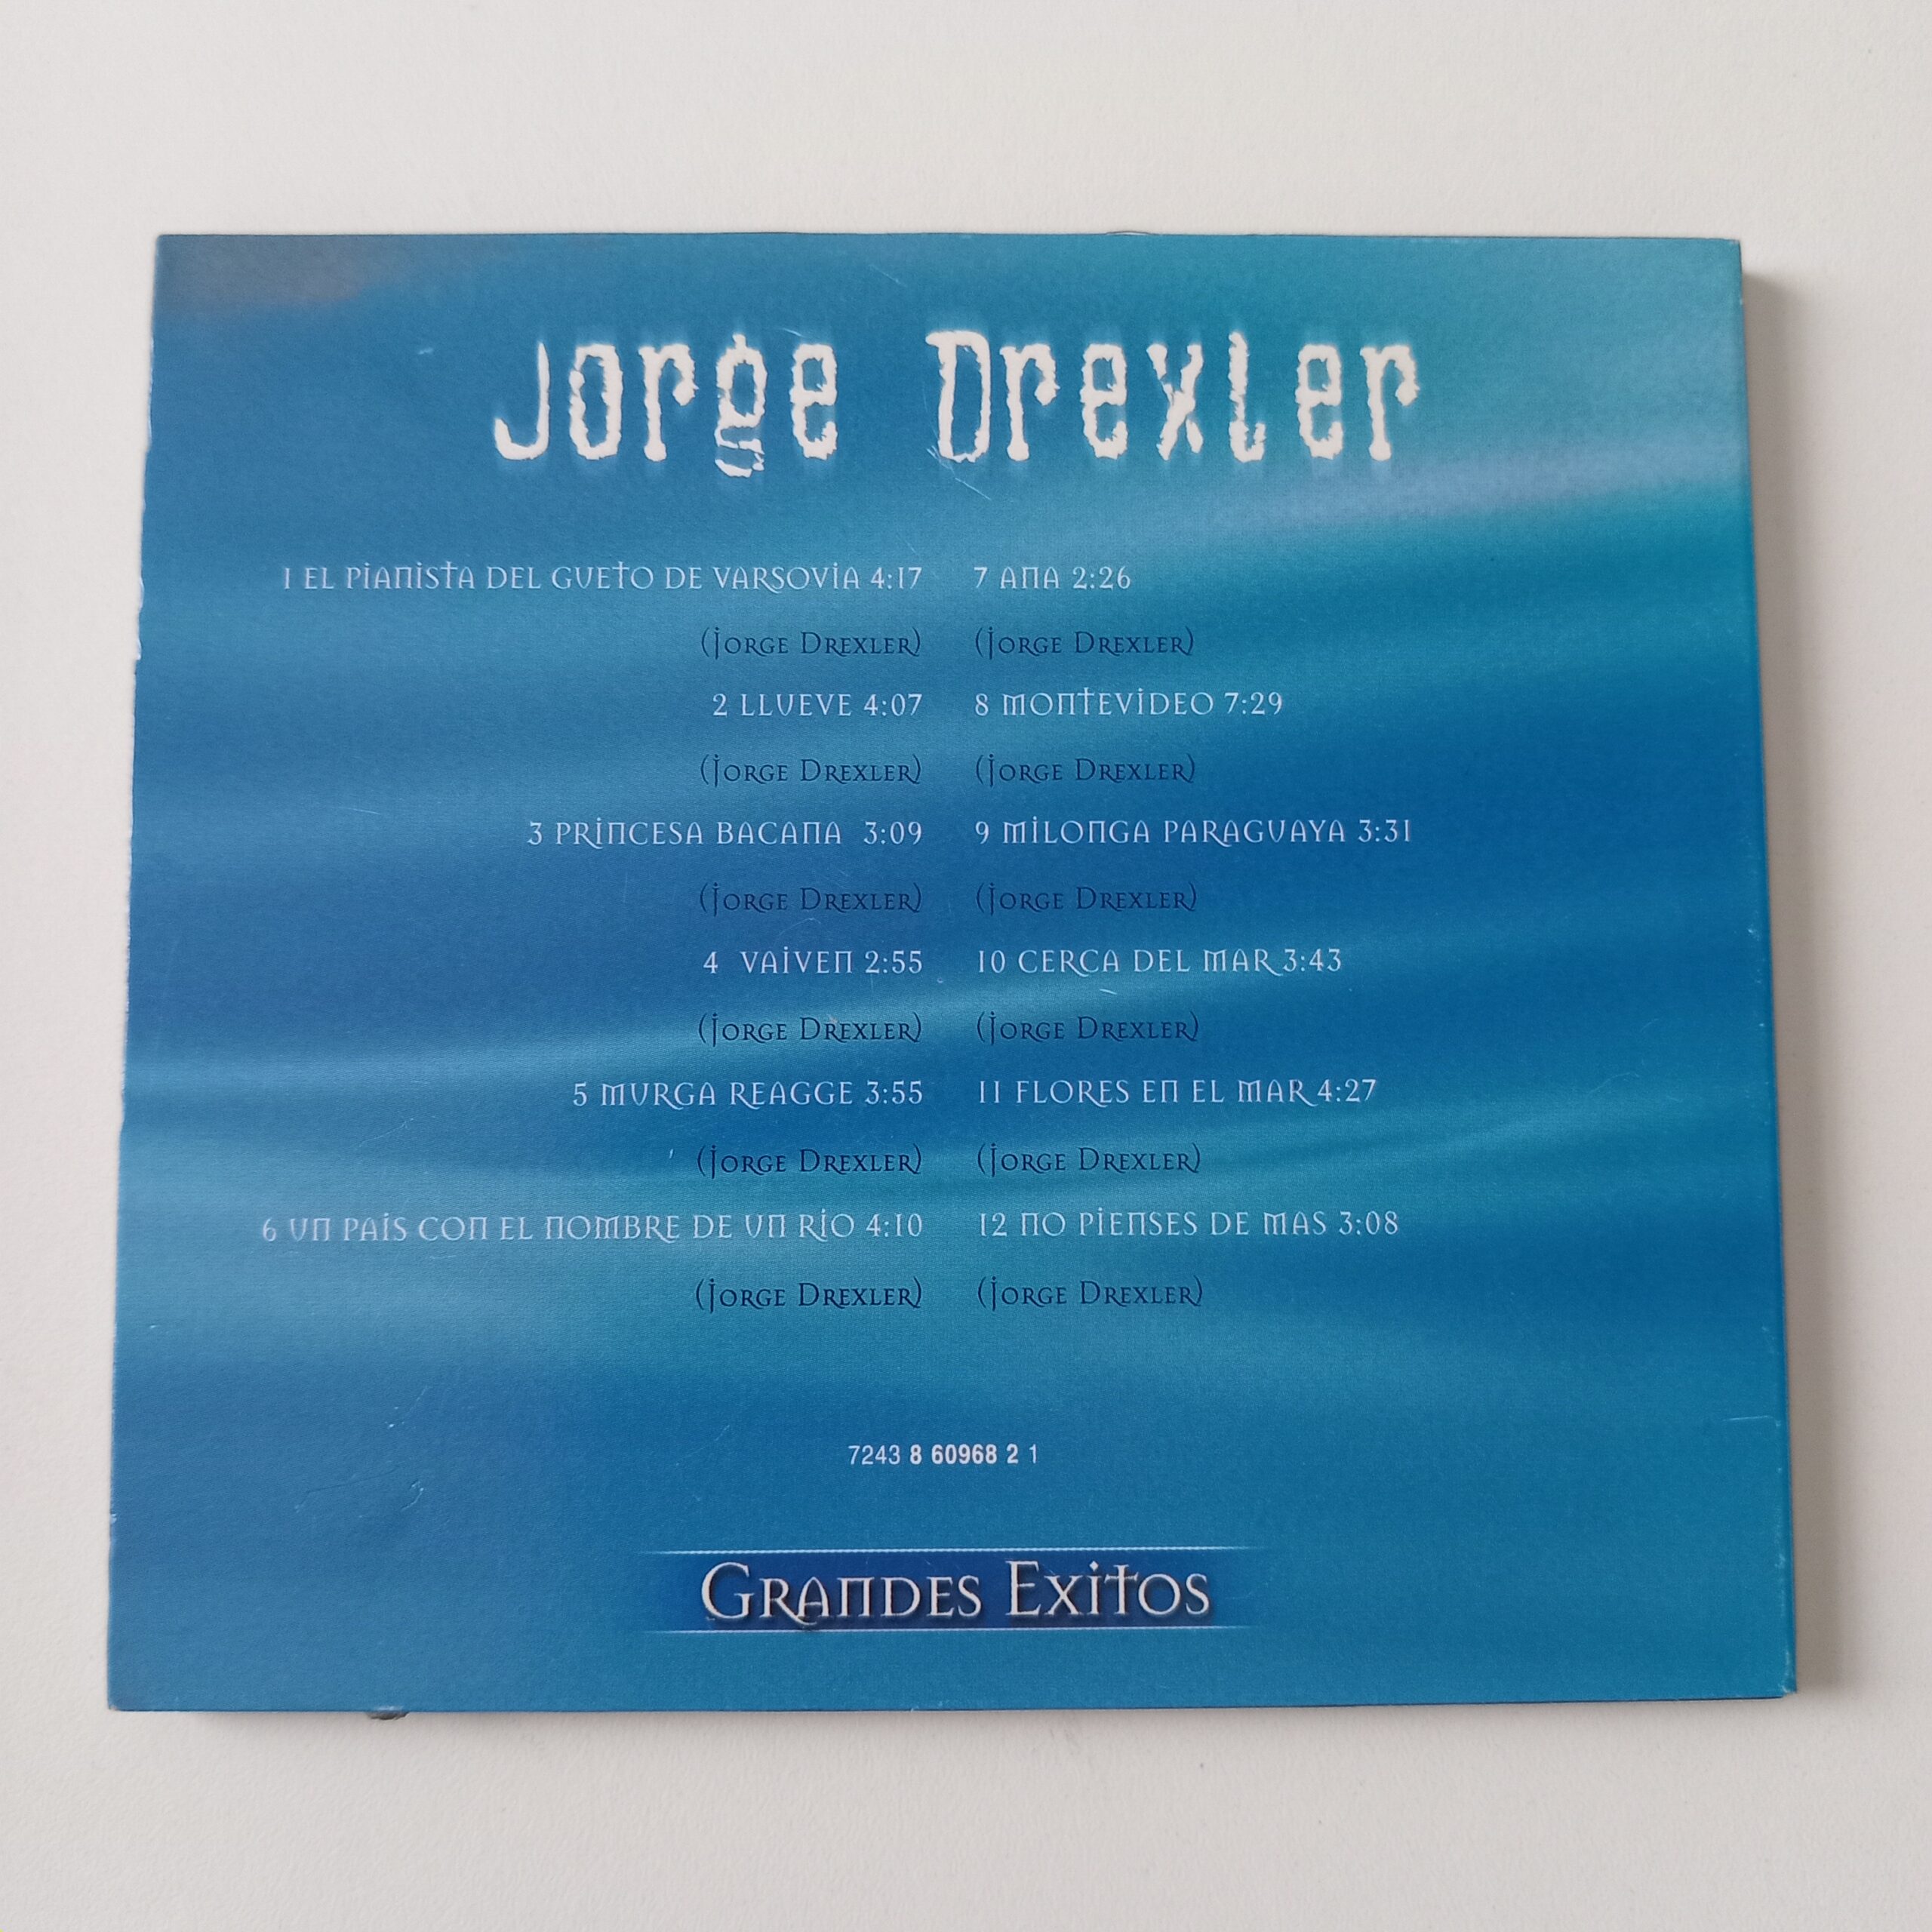 Jorge Drexler
1 EL PIANISTA DEL GUETO DE VARSOVIA 4:17
(JORGE DREXLER)
2 LLUEVE 4:07
(JORGE DREXLER)
3 PRINCESA BACANA 3:09
(JORGE DREXLER)
4 VAIVEN 2:55
(JORGE DREXLER)
5 MURGA REAGGE 3:55
(JORGE DREXLER)
6 UN PAÍS CON EL NOMBRE DE UN RÍO 4:10
(JORGE DREXLER)
7 ANA 2:26
(JORGE DREXLER)
8 MONTEVIDEO 7:29
(JORGE DREXLER)
9 MILONGA PARAGUAYA 3:31
(JORGE DREXLER)
10 CERCA DEL MAR 3:43
(JORGE DREXLER)
11 FLORES EN EL MAR 4:27
(JORGE DREXLER)
12 NO PIENSES DE MAS 3:08
(JORGE DREXLER)
7243 8 60968 2 1
GRANDES EXITOS